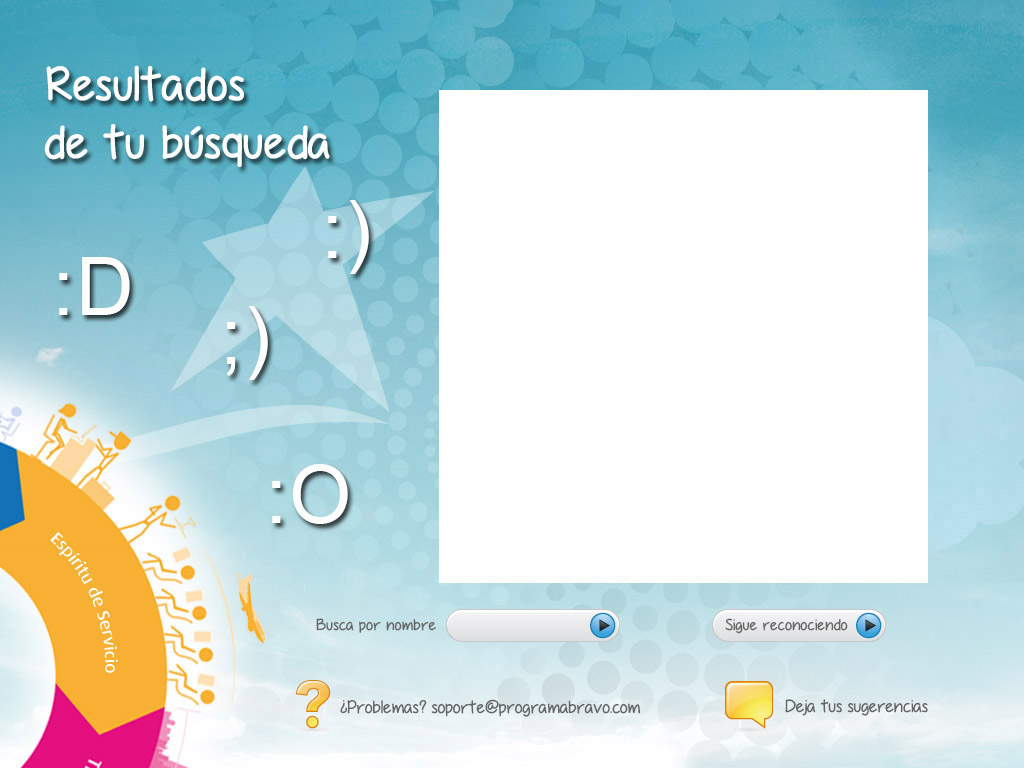 Resultados
de tu búsqueda
:)
:D
;)
:O
Espíritu de Servicio
Busca por nombre
Sigue reconociendo
¿Problemas? soporte@programabravo.com
Deja tus sugerencias